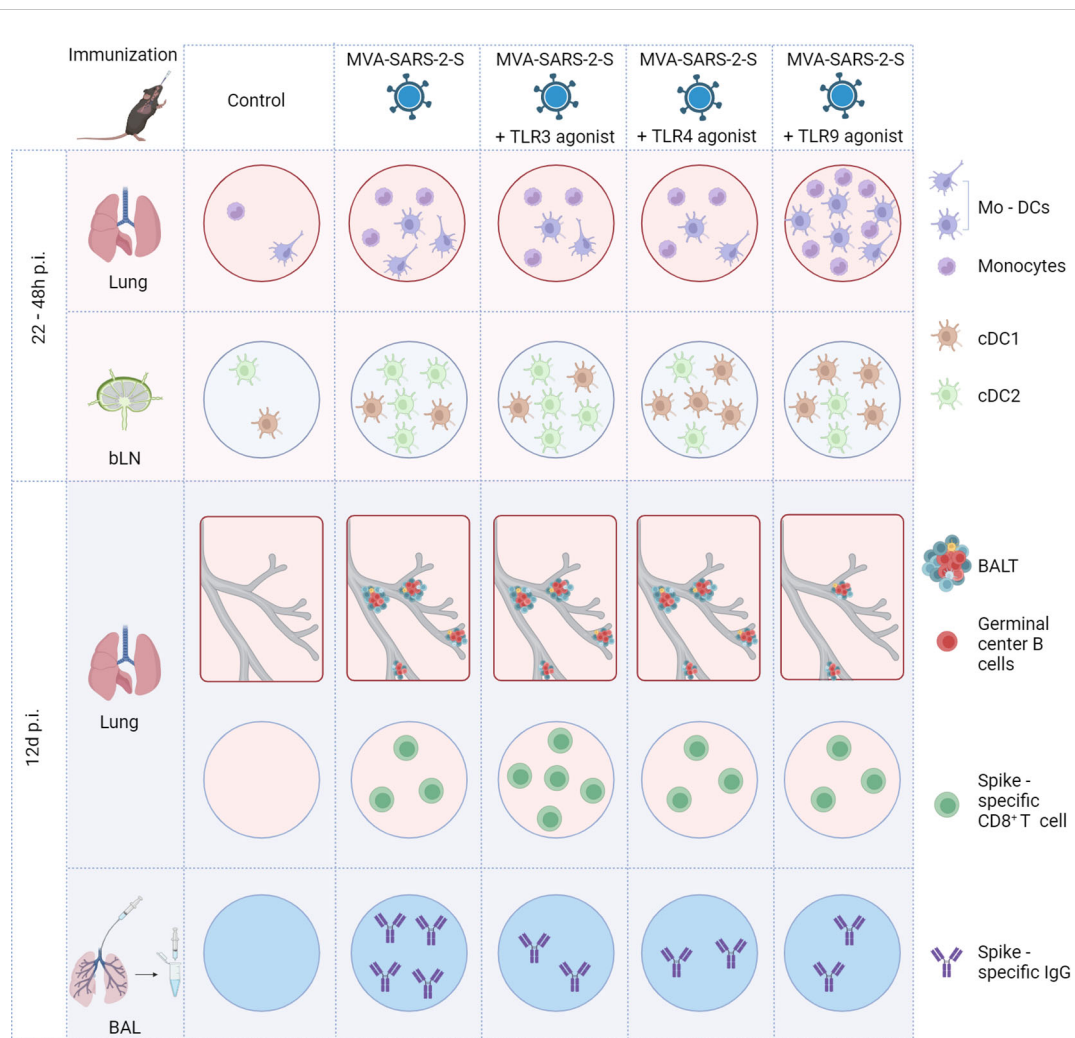 Immunization
Control
MVA-SARS-2-S
MVA-SARS-2-S
+ TLR3 agonist
MVA-SARS-2-S
+ TLR4 agonist
MVA-SARS-2-S
+ TLR9 agonist
22 - 48h p.i.
Lung
Mo - DCs
Monocytes
bLN
cDC1
cDC2
12d p.i.
Lung
BALT
Germinal
center B
cells
Spike -
specific
CD8⁺ T cell
BAL
Spike -
specific IgG